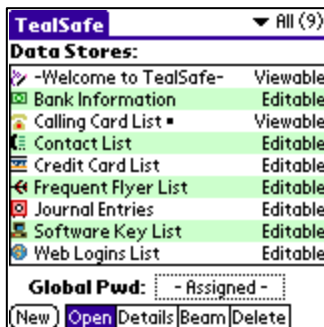 TealSafe ▼ All (9)
Data Stores:
-Welcome to TealSafe- Viewable
Bank Information Editable
Calling Card List ▪ Viewable
Contact List Editable
Credit Card List Editable
Frequent Flyer List Editable
Journal Entries Editable
Software Key List Editable
Web Logins List Editable
Global Pwd: - Assigned -
New Open Details Beam Delete